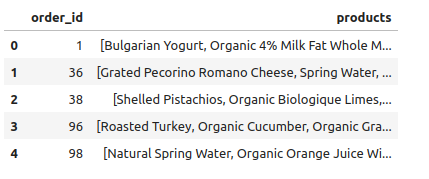 order_id products
0 1 [Bulgarian Yogurt, Organic 4% Milk Fat Whole M...
1 36 [Grated Pecorino Romano Cheese, Spring Water, ...
2 38 [Shelled Pistachios, Organic Biologique Limes,...
3 96 [Roasted Turkey, Organic Cucumber, Organic Gra...
4 98 [Natural Spring Water, Organic Orange Juice Wi...